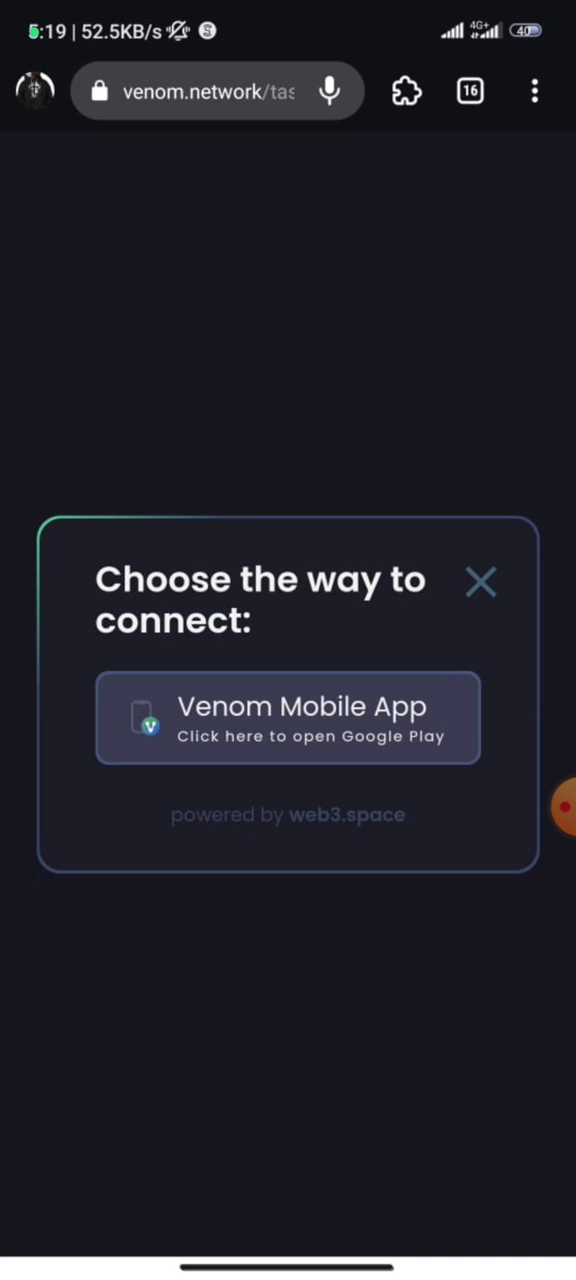 5:19 | 52.5KB/s
4G+
40
venom.network/tas
16
Choose the way to
connect:
Venom Mobile App
Click here to open Google Play
powered by web3.space